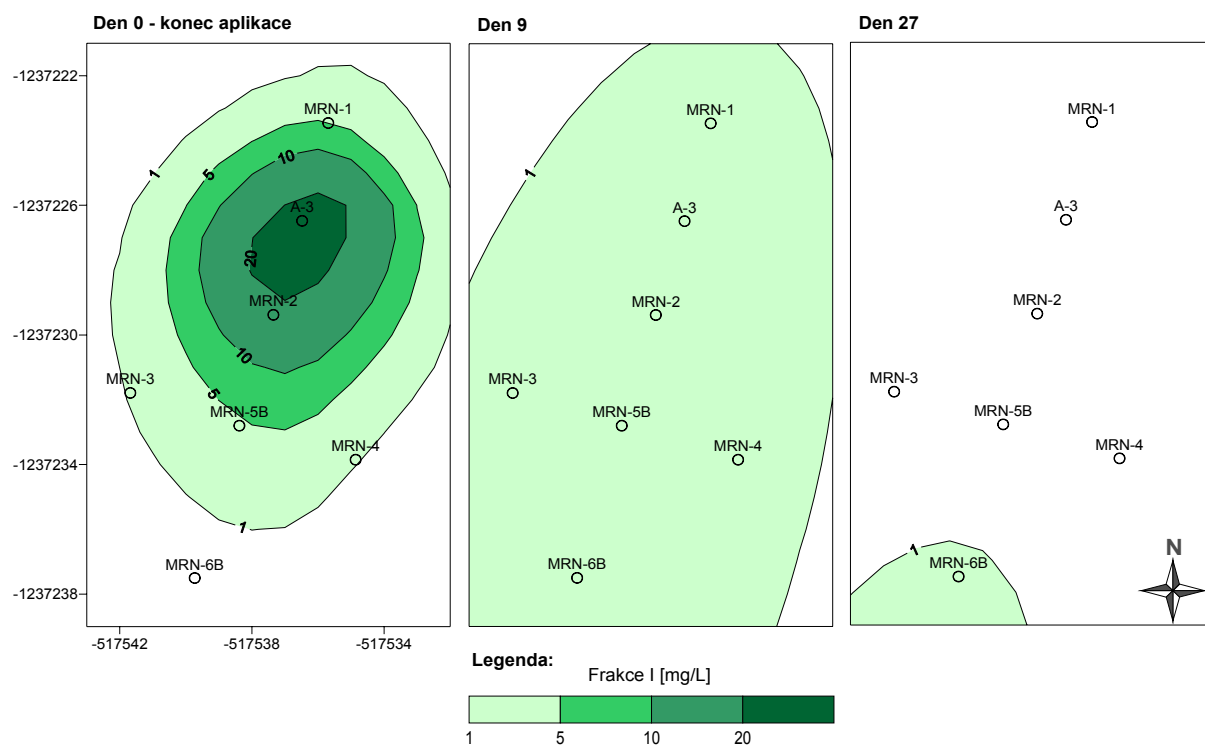 Den 0 - konec aplikace
Den 9
Den 27
-1237222
-1237226
-1237230
-1237234
-1237238
-517542
-517538
-517534
MRN-1
A-3
MRN-2
MRN-3
MRN-5B
MRN-4
MRN-6B
1
5
10
20
10
5
1
MRN-1
A-3
MRN-2
MRN-3
MRN-5B
MRN-4
MRN-6B
1
MRN-1
A-3
MRN-2
MRN-3
MRN-5B
MRN-4
MRN-6B
1
N
Legenda:
Frakce I [mg/L]
1 5 10 20